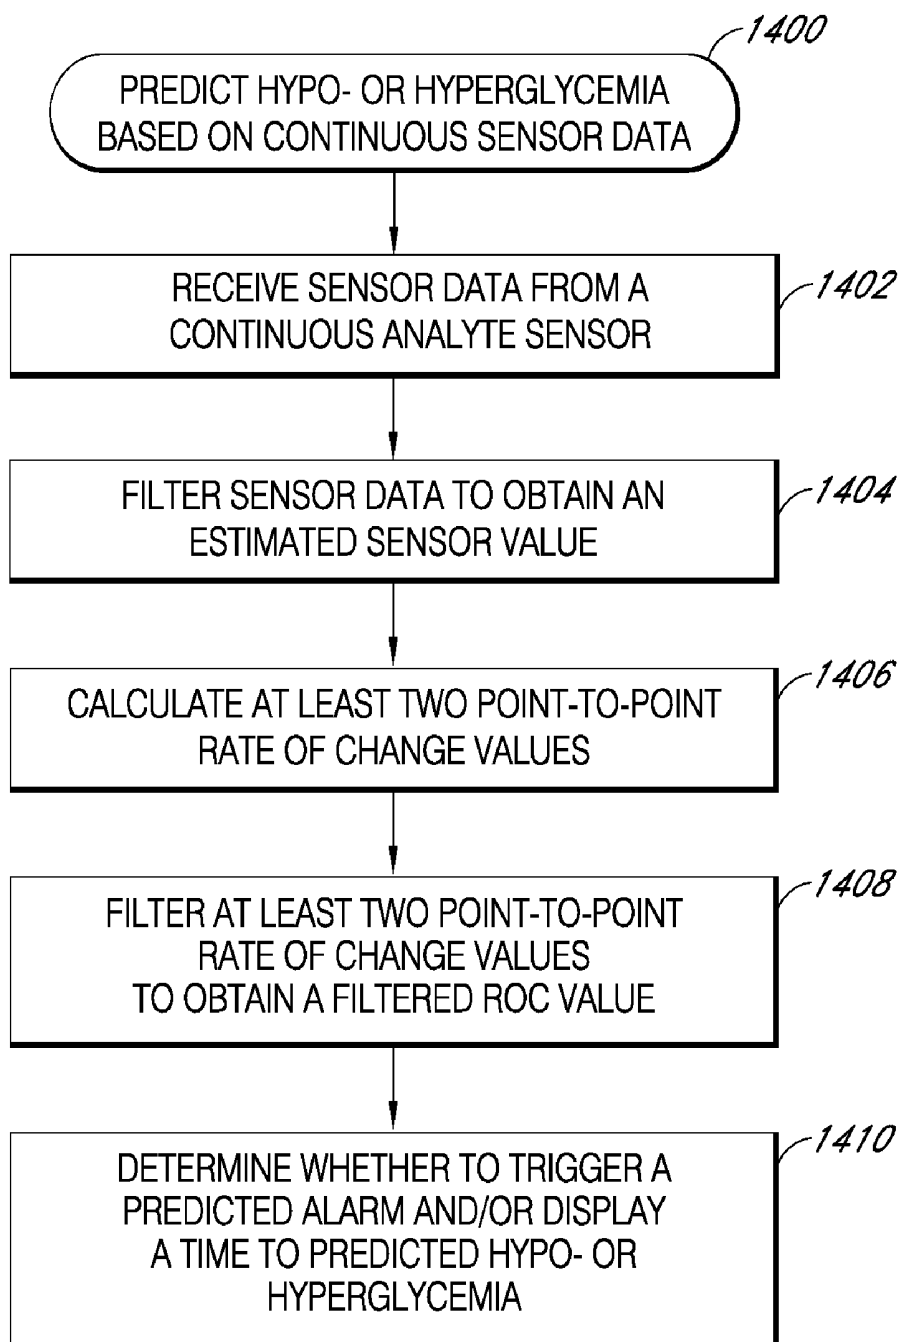 1400
PREDICT HYPO- OR HYPERGLYCEMIA
BASED ON CONTINUOUS SENSOR DATA
1402
RECEIVE SENSOR DATA FROM A
CONTINUOUS ANALYTE SENSOR
1404
FILTER SENSOR DATA TO OBTAIN AN
ESTIMATED SENSOR VALUE
1406
CALCULATE AT LEAST TWO POINT-TO-POINT
RATE OF CHANGE VALUES
1408
FILTER AT LEAST TWO POINT-TO-POINT
RATE OF CHANGE VALUES
TO OBTAIN A FILTERED ROC VALUE
1410
DETERMINE WHETHER TO TRIGGER A
PREDICTED ALARM AND/OR DISPLAY
A TIME TO PREDICTED HYPO- OR
HYPERGLYCEMIA